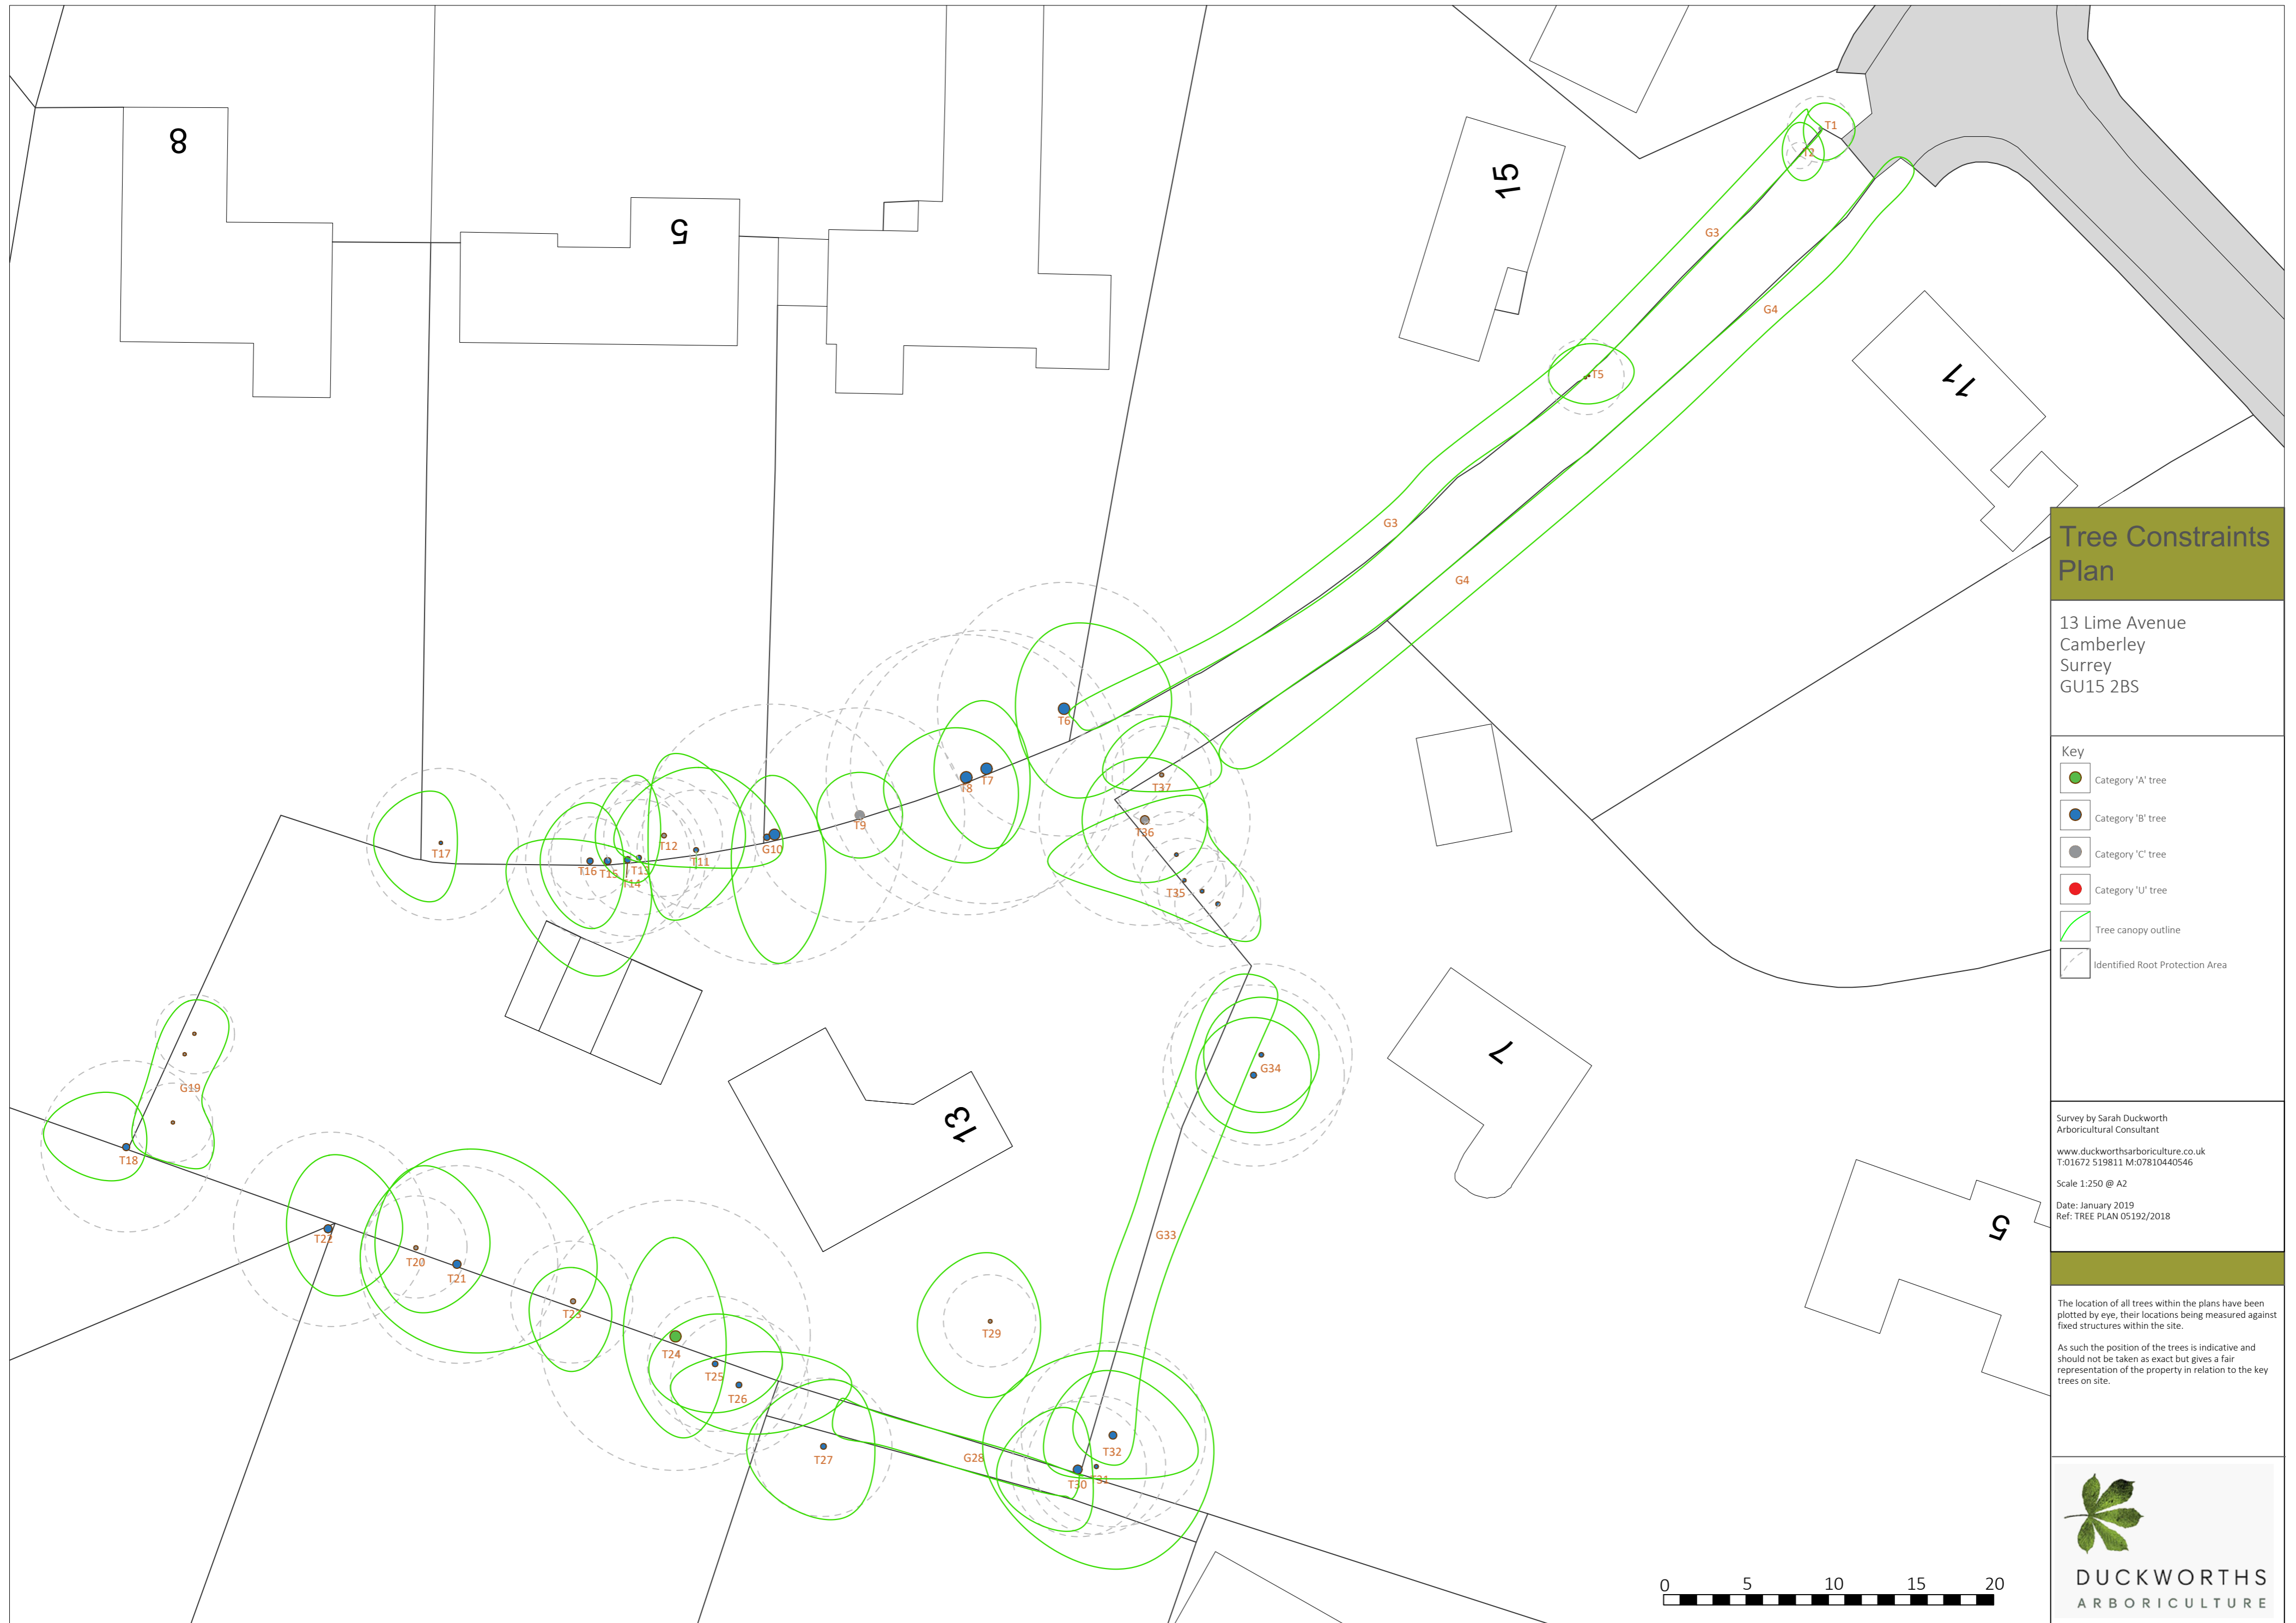 8
5
15
11
T1
T2
G3
G4
T5
G3
G4
T6
T7
T8
T9
G10
T11
T12
T13
T14
T15
T16
T17
T37
T36
T35
G34
G19
T18
T22
T20
T21
T23
T24
T25
T26
T27
G28
T29
T30
T31
T32
G33
13
7
5
0 5 10 15 20
Tree Constraints
Plan
13 Lime Avenue
Camberley
Surrey
GU15 2BS
Key
Category 'A' tree
Category 'B' tree
Category 'C' tree
Category 'U' tree
Tree canopy outline
Identified Root Protection Area
Survey by Sarah Duckworth
Arboricultural Consultant
www.duckworthsarboriculture.co.uk
T:01672 519811 M:07810440546
Scale 1:250 @ A2
Date: January 2019
Ref: TREE PLAN 05192/2018
The location of all trees within the plans have been
plotted by eye, their locations being measured against
fixed structures within the site.
As such the position of the trees is indicative and
should not be taken as exact but gives a fair
representation of the property in relation to the key
trees on site.
DUCKWORTHS
ARBORICULTURE